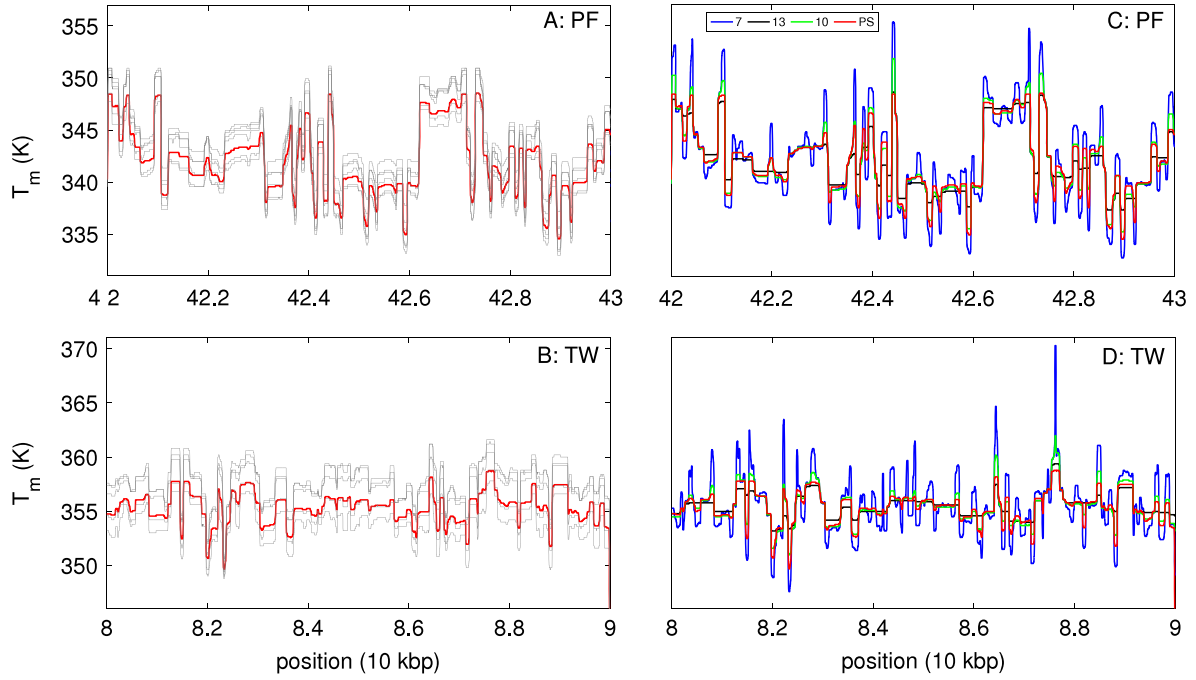 A: PF
355
350
345
340
335
T_m (K)
4 2 42.2 42.4 42.6 42.8 43
7 13 10 PS
C: PF
42 42.2 42.4 42.6 42.8 43
B: TW
370
365
360
355
350
T_m (K)
8 8.2 8.4 8.6 8.8 9
position (10 kbp)
D: TW
8 8.2 8.4 8.6 8.8 9
position (10 kbp)